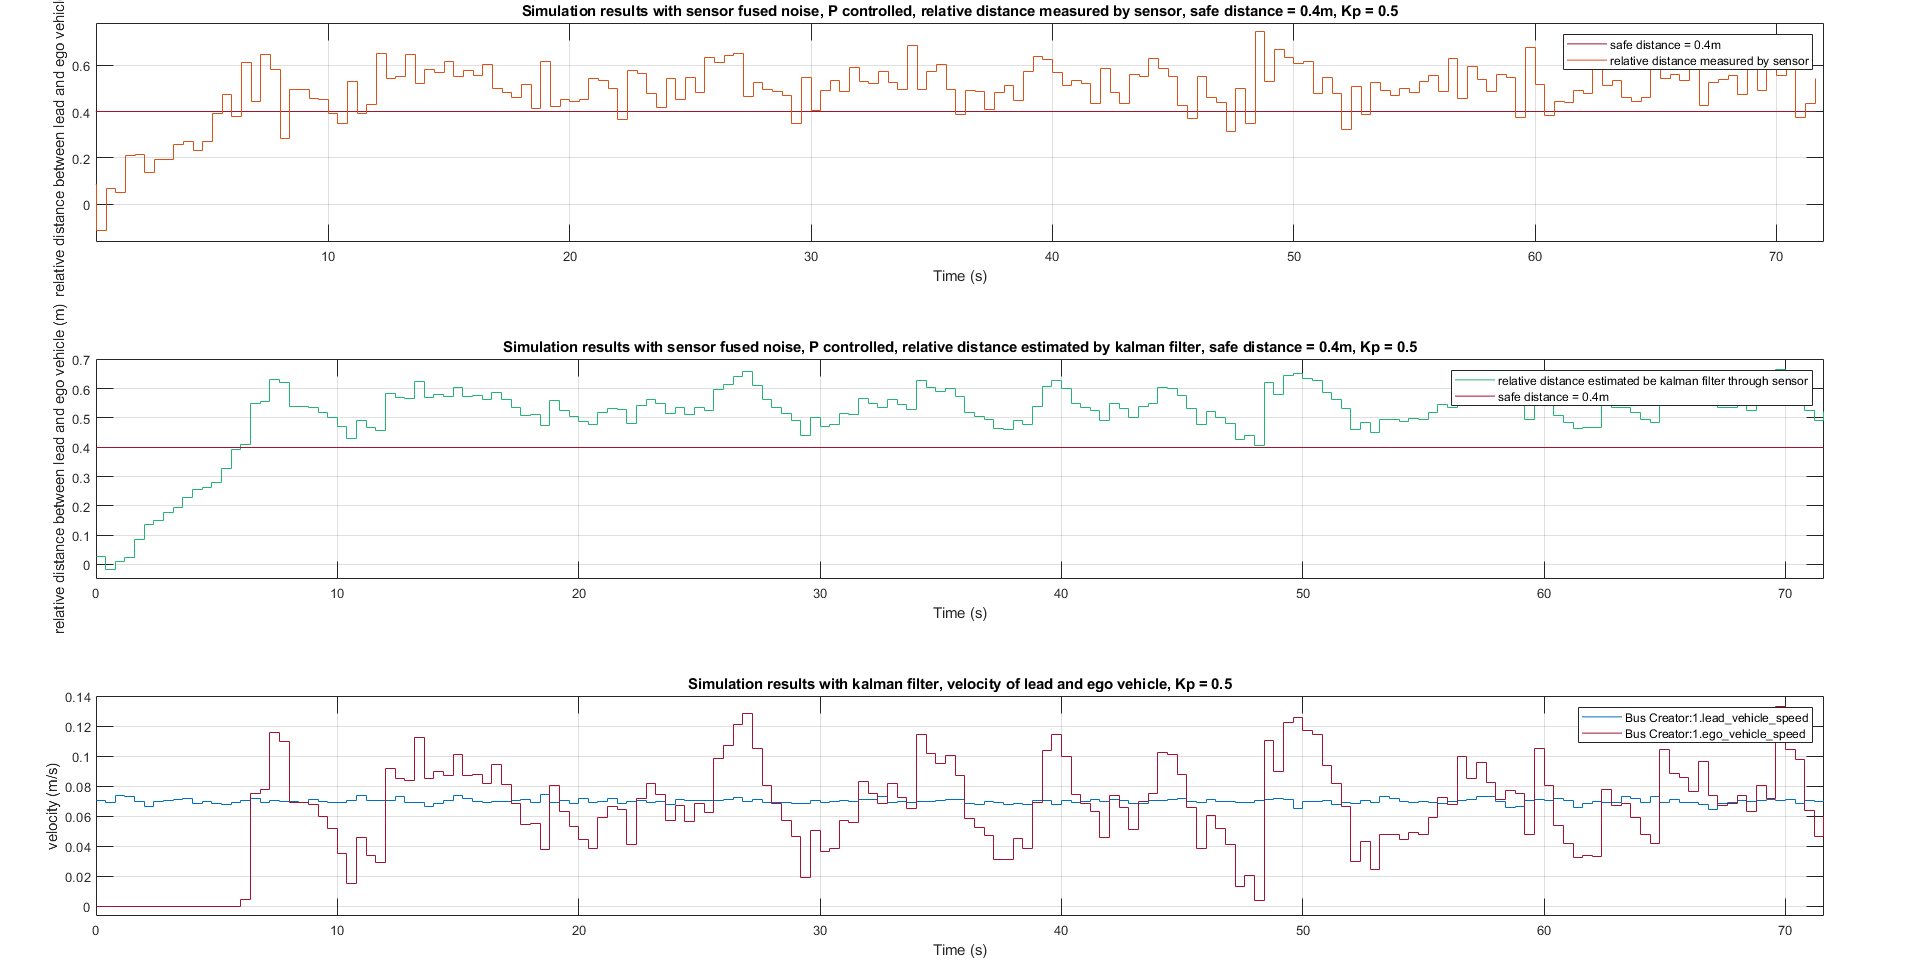 Simulation results with sensor fused noise, P controlled, relative distance measured by sensor, safe distance = 0.4m, Kp = 0.5
relative distance between lead and ego vehicl
0.6
0.4
0.2
0
safe distance = 0.4m
relative distance measured by sensor
10
20
30
40
50
60
70
Time (s)
Simulation results with sensor fused noise, P controlled, relative distance estimated by kalman filter, safe distance = 0.4m, Kp = 0.5
relative distance between lead and ego vehicle (m)
0.7
0.6
0.5
0.4
0.3
0.2
0.1
0
relative distance estimated be kalman filter through sensor
safe distance = 0.4m
0
10
20
30
40
50
60
70
Time (s)
Simulation results with kalman filter, velocity of lead and ego vehicle, Kp = 0.5
velocity (m/s)
0.14
0.12
0.1
0.08
0.06
0.04
0.02
0
Bus Creator:1.lead_vehicle_speed
Bus Creator:1.ego_vehicle_speed
0
10
20
30
40
50
60
70
Time (s)